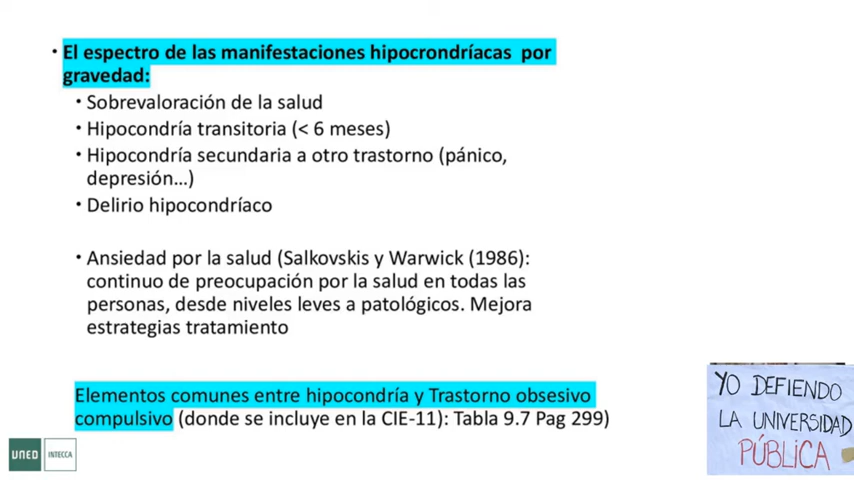 • El espectro de las manifestaciones hipocrondríacas por
gravedad:
• Sobrevaloración de la salud
• Hipocondría transitoria (< 6 meses)
• Hipocondría secundaria a otro trastorno (pánico,
depresión…)
• Delirio hipocondríaco
• Ansiedad por la salud (Salkovskis y Warwick (1986):
continuo de preocupación por la salud en todas las
personas, desde niveles leves a patológicos. Mejora
estrategias tratamiento
Elementos comunes entre hipocondría y Trastorno obsesivo
compulsivo (donde se incluye en la CIE-11): Tabla 9.7 Pag 299)
UNED INTECCA
YO DEFIENDO
LA UNIVERSIDAD
PÚBLICA